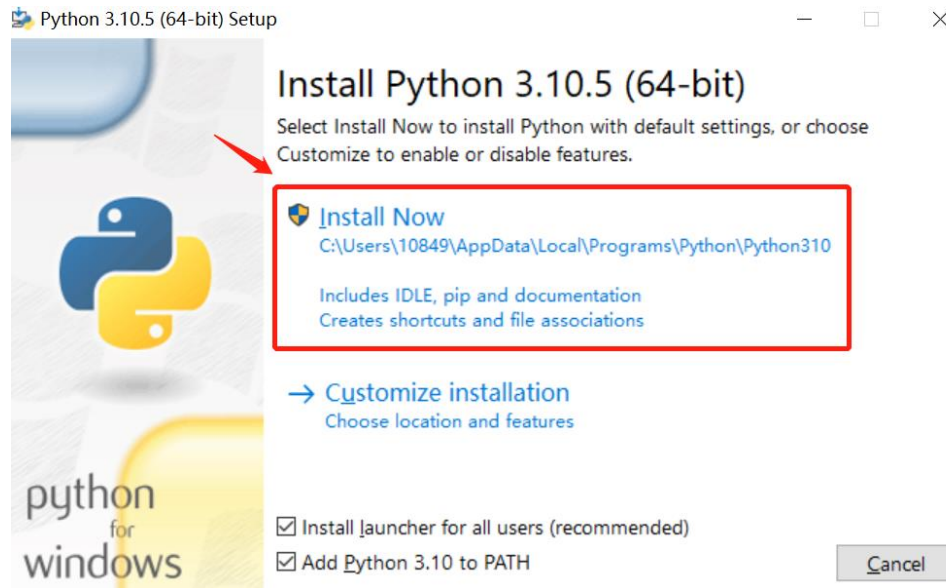 Python 3.10.5 (64-bit) Setup
Install Python 3.10.5 (64-bit)
Select Install Now to install Python with default settings, or choose
Customize to enable or disable features.
Install Now
C:\Users\10849\AppData\Local\Programs\Python\Python310
Includes IDLE, pip and documentation
Creates shortcuts and file associations
Customize installation
Choose location and features
python
for
windows
Install launcher for all users (recommended)
Add Python 3.10 to PATH
Cancel